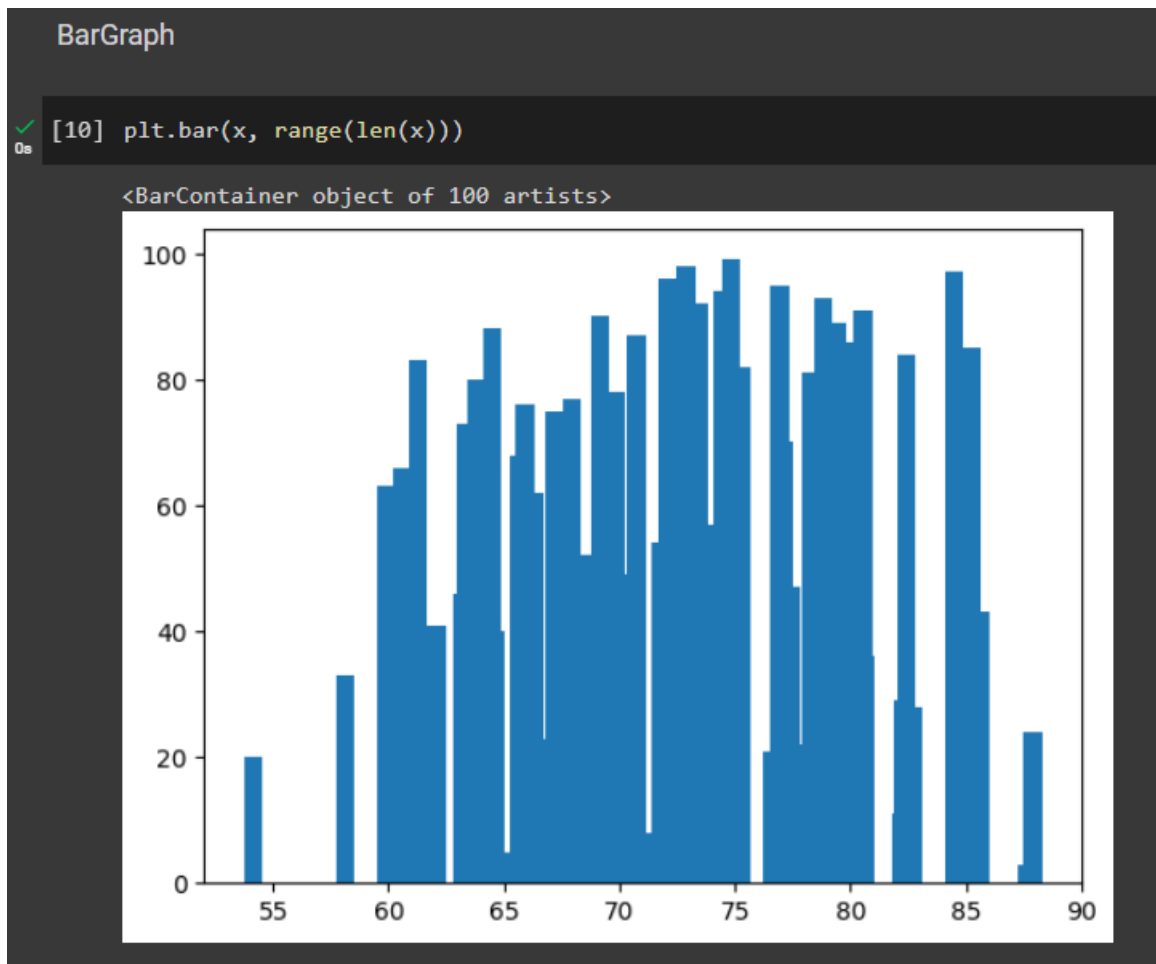 BarGraph
[10] plt.bar(x, range(len(x)))
0s
<BarContainer object of 100 artists>
100
80
60
40
20
0
55 60 65 70 75 80 85 90